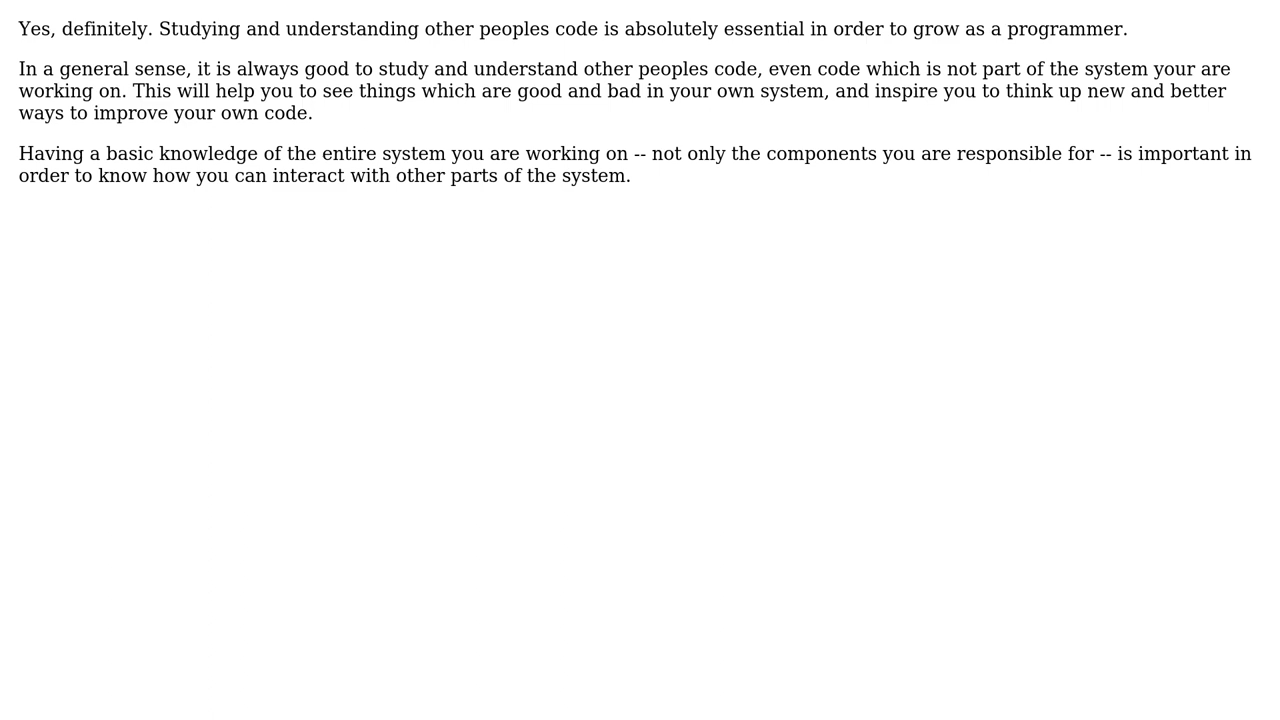 Yes, definitely. Studying and understanding other peoples code is absolutely essential in order to grow as a programmer.
In a general sense, it is always good to study and understand other peoples code, even code which is not part of the system your are
working on. This will help you to see things which are good and bad in your own system, and inspire you to think up new and better
ways to improve your own code.
Having a basic knowledge of the entire system you are working on -- not only the components you are responsible for -- is important in
order to know how you can interact with other parts of the system.